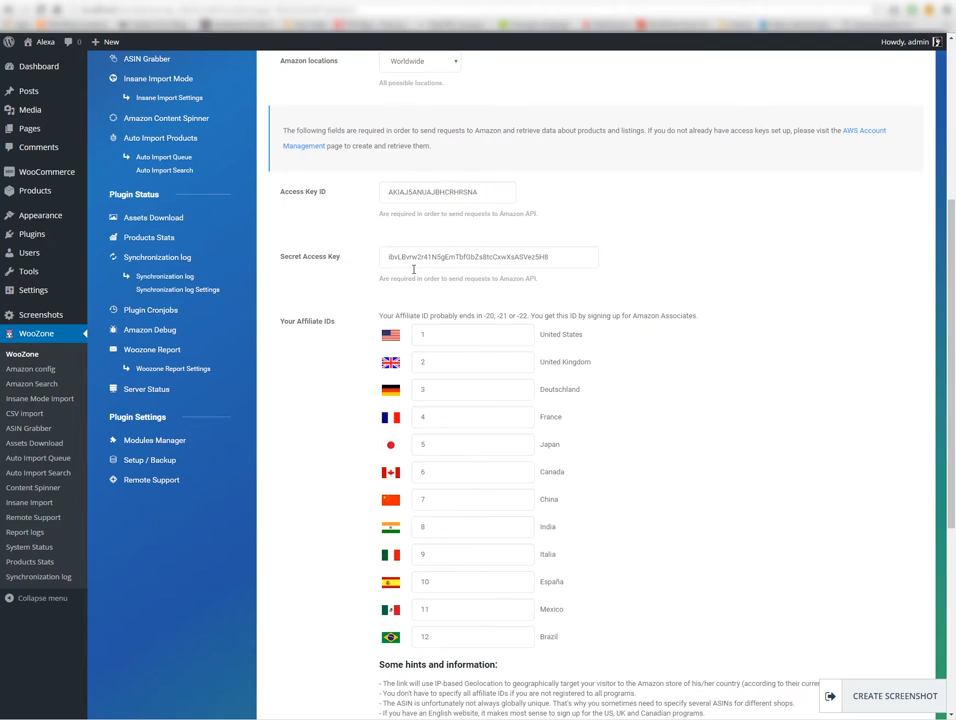 Alexa
0
New
Howdy, admin
Dashboard
Posts
Media
Pages
Comments
WooCommerce
Products
Appearance
Plugins
Users
Tools
Settings
Screenshots
WooZone
WooZone
Amazon config
Amazon Search
Insane Mode Import
CSV import
ASIN Grabber
Assets Download
Auto Import Queue
Auto Import Search
Content Spinner
Insane Import
Remote Support
Report logs
System Status
Products Stats
Synchronization log
Collapse menu
ASIN Grabber
Insane Import Mode
Insane Import Settings
Amazon Content Spinner
Auto Import Products
Auto Import Queue
Auto Import Search
Plugin Status
Assets Download
Products Stats
Synchronization log
Synchronization log
Synchronization log Settings
Plugin Cronjobs
Amazon Debug
Woozone Report
Woozone Report Settings
Server Status
Plugin Settings
Modules Manager
Setup / Backup
Remote Support
Amazon locations
Worldwide
All possible locations.
The following fields are required in order to send requests to Amazon and retrieve data about products and listings. If you do not already have access keys set up, please visit the AWS Account
Management page to create and retrieve them.
Access Key ID
AKIAJ5ANUAJBHCRHRSNA
Are required in order to send requests to Amazon API.
Secret Access Key
ibvLBvrw2r41N5gEmTbfGbZs8tcCxwXsASVez5H8
Are required in order to send requests to Amazon API.
Your Affiliate IDs
Your Affiliate ID probably ends in -20, -21 or -22. You get this ID by signing up for Amazon Associates.
1 United States
2 United Kingdom
3 Deutschland
4 France
5 Japan
6 Canada
7 China
8 India
9 Italia
10 España
11 Mexico
12 Brazil
Some hints and information:
- The link will use IP-based Geolocation to geographically target your visitor to the Amazon store of his/her country (according to their
- You don't have to specify all affiliate IDs if you are not registered to all programs.
- The ASIN is unfortunately not always globally unique. That's why you sometimes need to specify several ASINs for different shops.
- If you have an English website, it makes most sense to sign up for the US, UK and Canadian programs.
CREATE SCREENSHOT